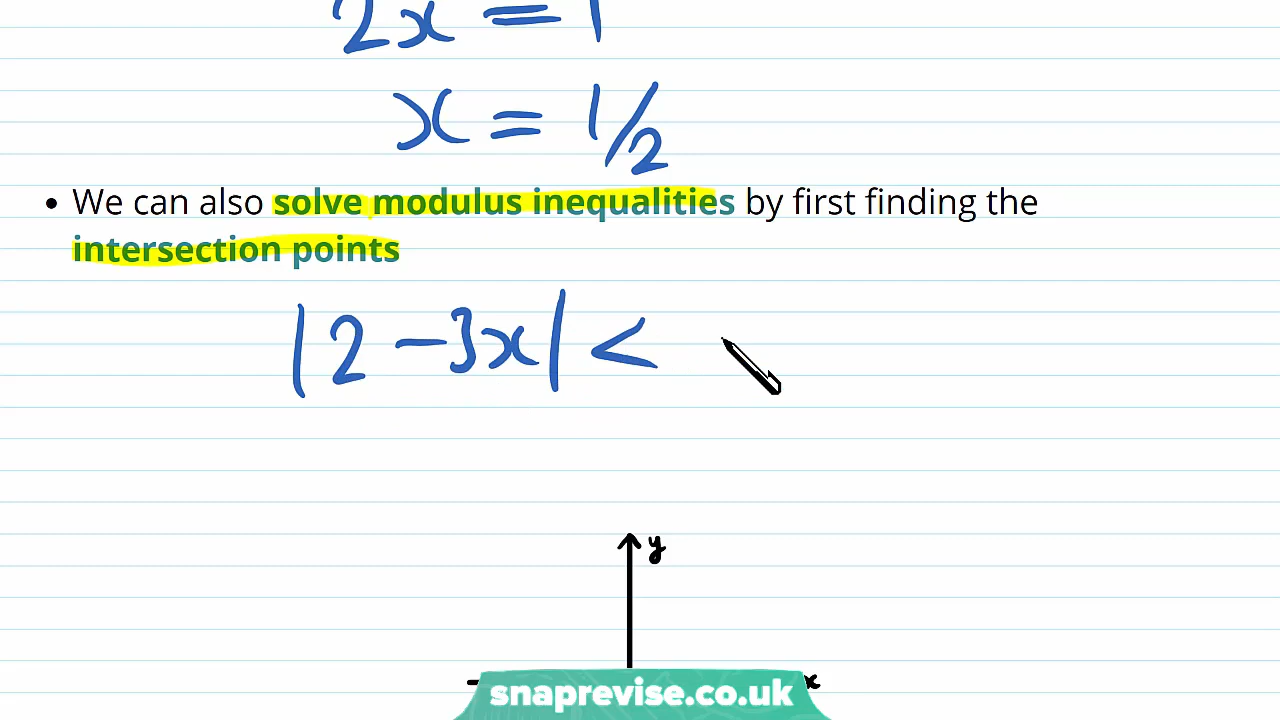 2x = 1
x = 1/2
• We can also solve modulus inequalities by first finding the
intersection points
|2 - 3x| <
y
x
snaprevise.co.uk